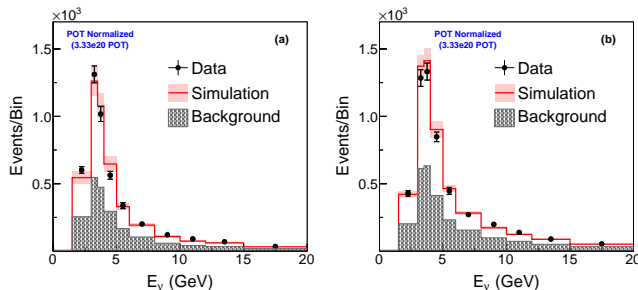 ×10³
POT Normalized
(3.33e20 POT)
(a)
1.5
Data
Simulation
Background
1.0
0.5
0
Events/Bin
0 5 10 15 20
E_ν (GeV)
×10³
POT Normalized
(3.33e20 POT)
(b)
1.5
Data
Simulation
Background
1.0
0.5
0
Events/Bin
0 5 10 15 20
E_ν (GeV)